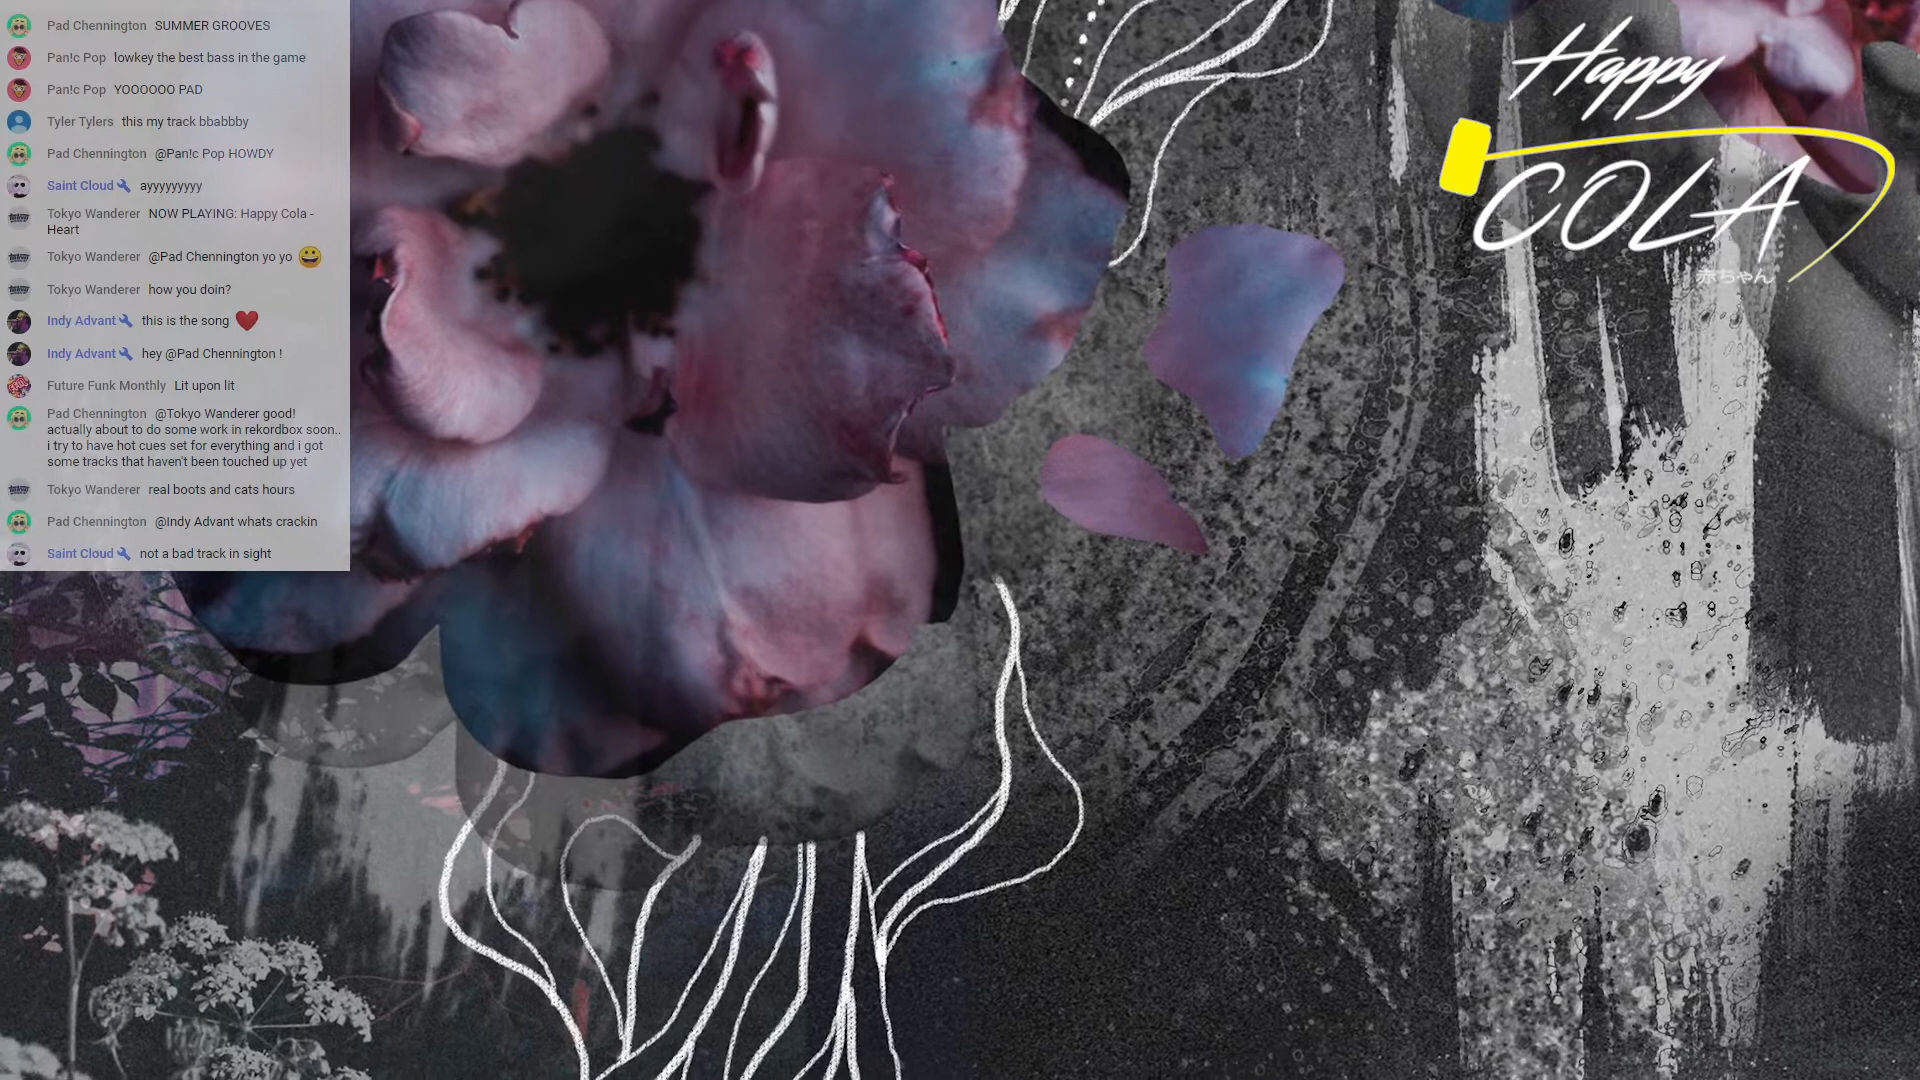 Pad Chennington SUMMER GROOVES
Pan!c Pop lowkey the best bass in the game
Pan!c Pop YOOOOOO PAD
Tyler Tylers this my track bbabbby
Pad Chennington @Pan!c Pop HOWDY
Saint Cloud ayyyyyyyyy
Tokyo Wanderer NOW PLAYING: Happy Cola -
Heart
Tokyo Wanderer @Pad Chennington yo yo 😀
Tokyo Wanderer how you doin?
Indy Advant this is the song ❤️
Indy Advant hey @Pad Chennington !
Future Funk Monthly Lit upon lit
Pad Chennington @Tokyo Wanderer good!
actually about to do some work in rekordbox soon..
i try to have hot cues set for everything and i got
some tracks that haven't been touched up yet
Tokyo Wanderer real boots and cats hours
Pad Chennington @Indy Advant whats crackin
Saint Cloud not a bad track in sight
Happy
COLA
赤ちゃん